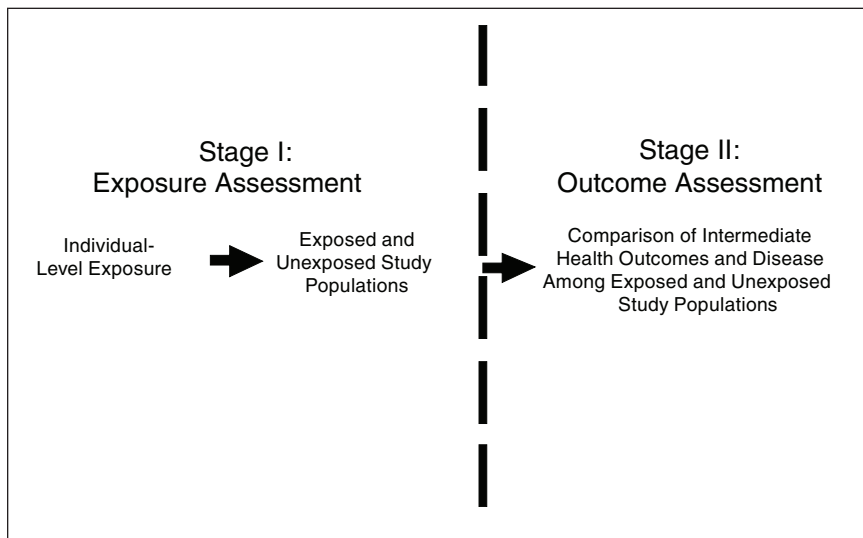 Stage I:
Exposure Assessment
Individual-
Level Exposure
Exposed and
Unexposed Study
Populations
Stage II:
Outcome Assessment
Comparison of Intermediate
Health Outcomes and Disease
Among Exposed and Unexposed
Study Populations